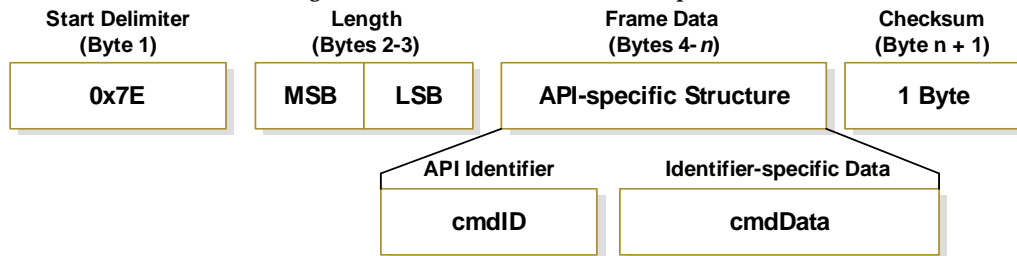 Start Delimiter
(Byte 1)
Length
(Bytes 2-3)
Frame Data
(Bytes 4-n)
Checksum
(Byte n + 1)
0x7E
MSB
LSB
API-specific Structure
1 Byte
API Identifier
Identifier-specific Data
cmdID
cmdData